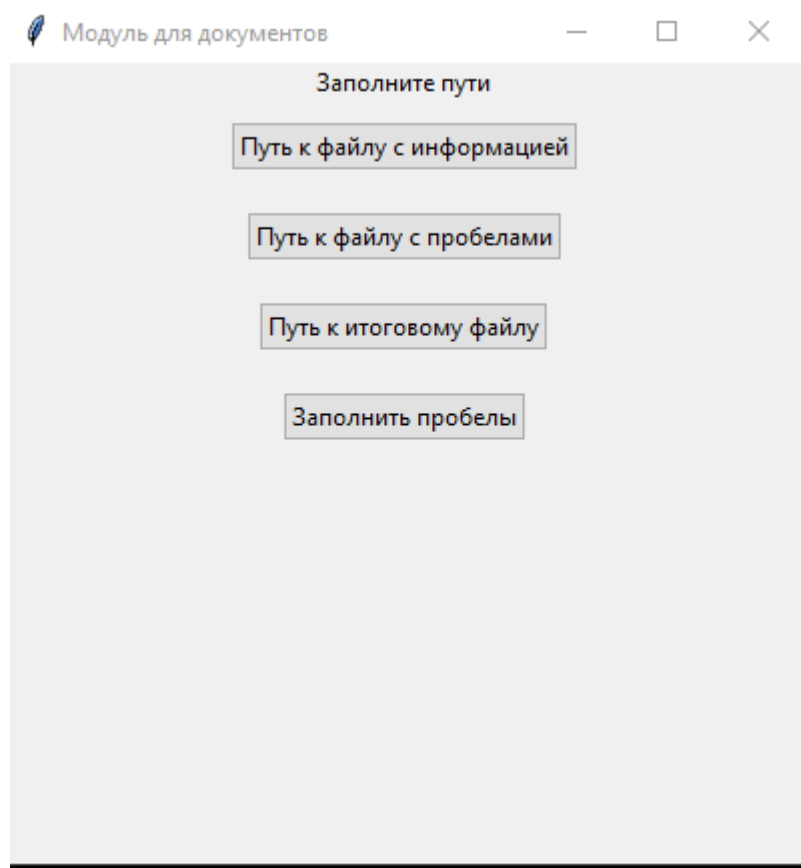 Модуль для документов
Заполните пути
Путь к файлу с информацией
Путь к файлу с пробелами
Путь к итоговому файлу
Заполнить пробелы